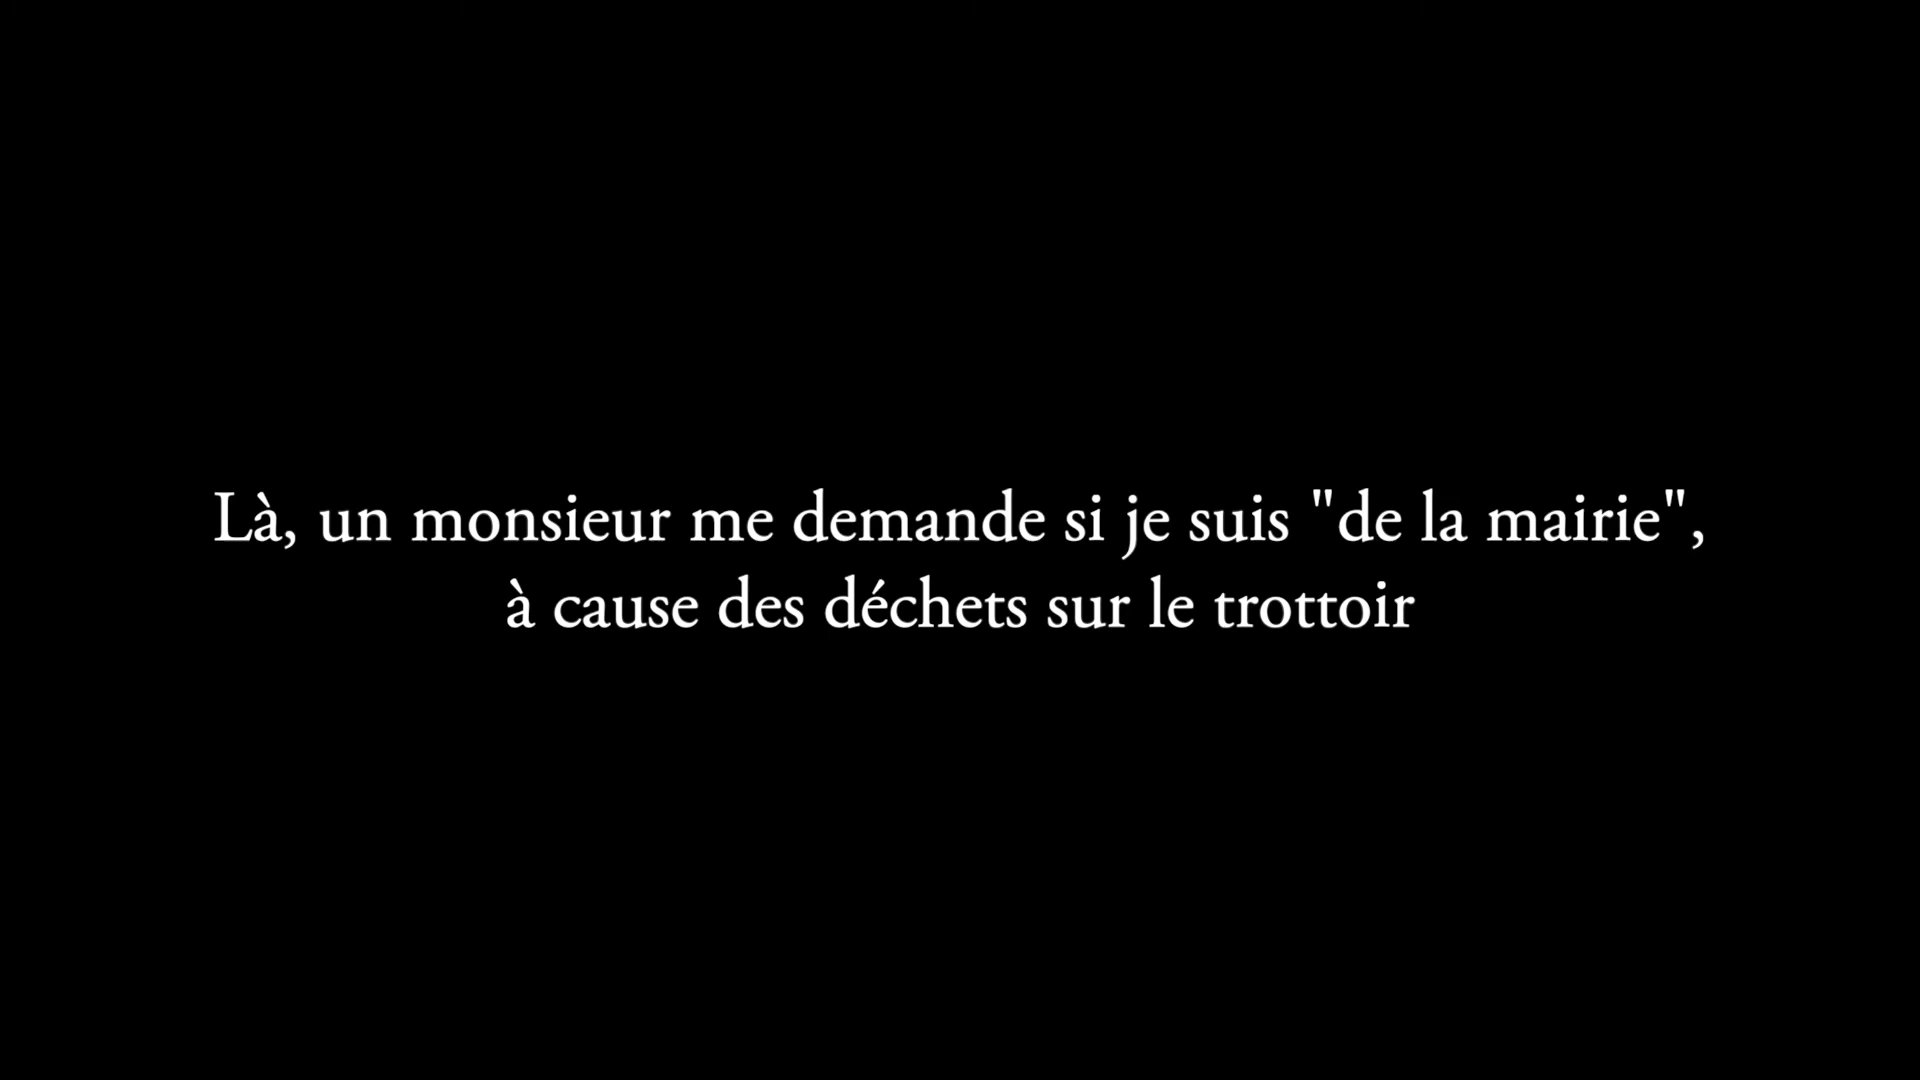 Là, un monsieur me demande si je suis "de la mairie",
à cause des déchets sur le trottoir